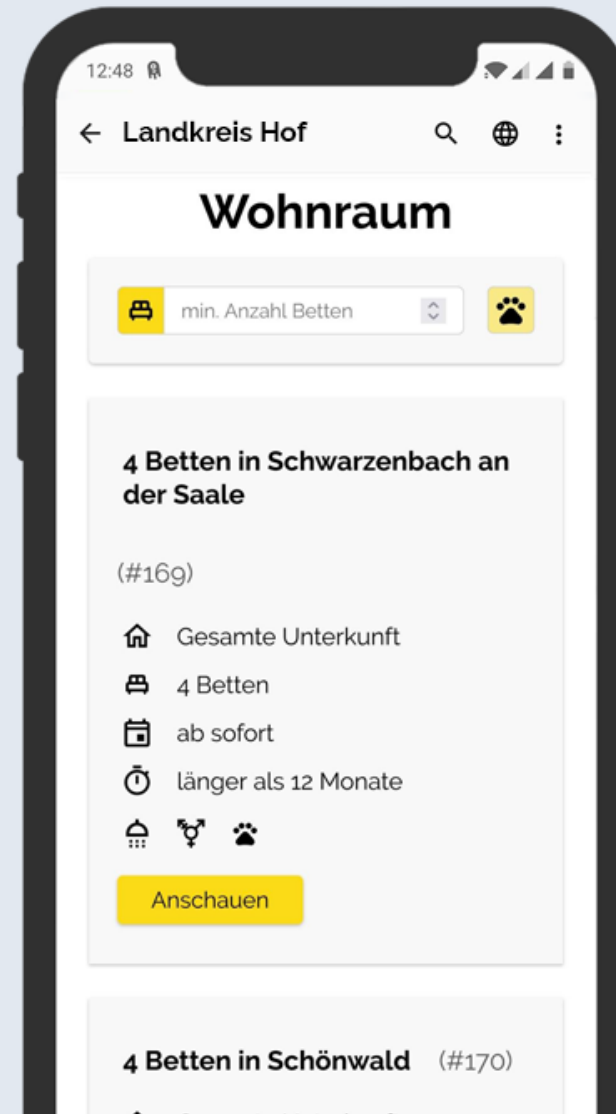 12:48
Landkreis Hof
Wohnraum
min. Anzahl Betten
4 Betten in Schwarzenbach an
der Saale
(#169)
Gesamte Unterkunft
4 Betten
ab sofort
länger als 12 Monate
Anschauen
4 Betten in Schönwald (#170)